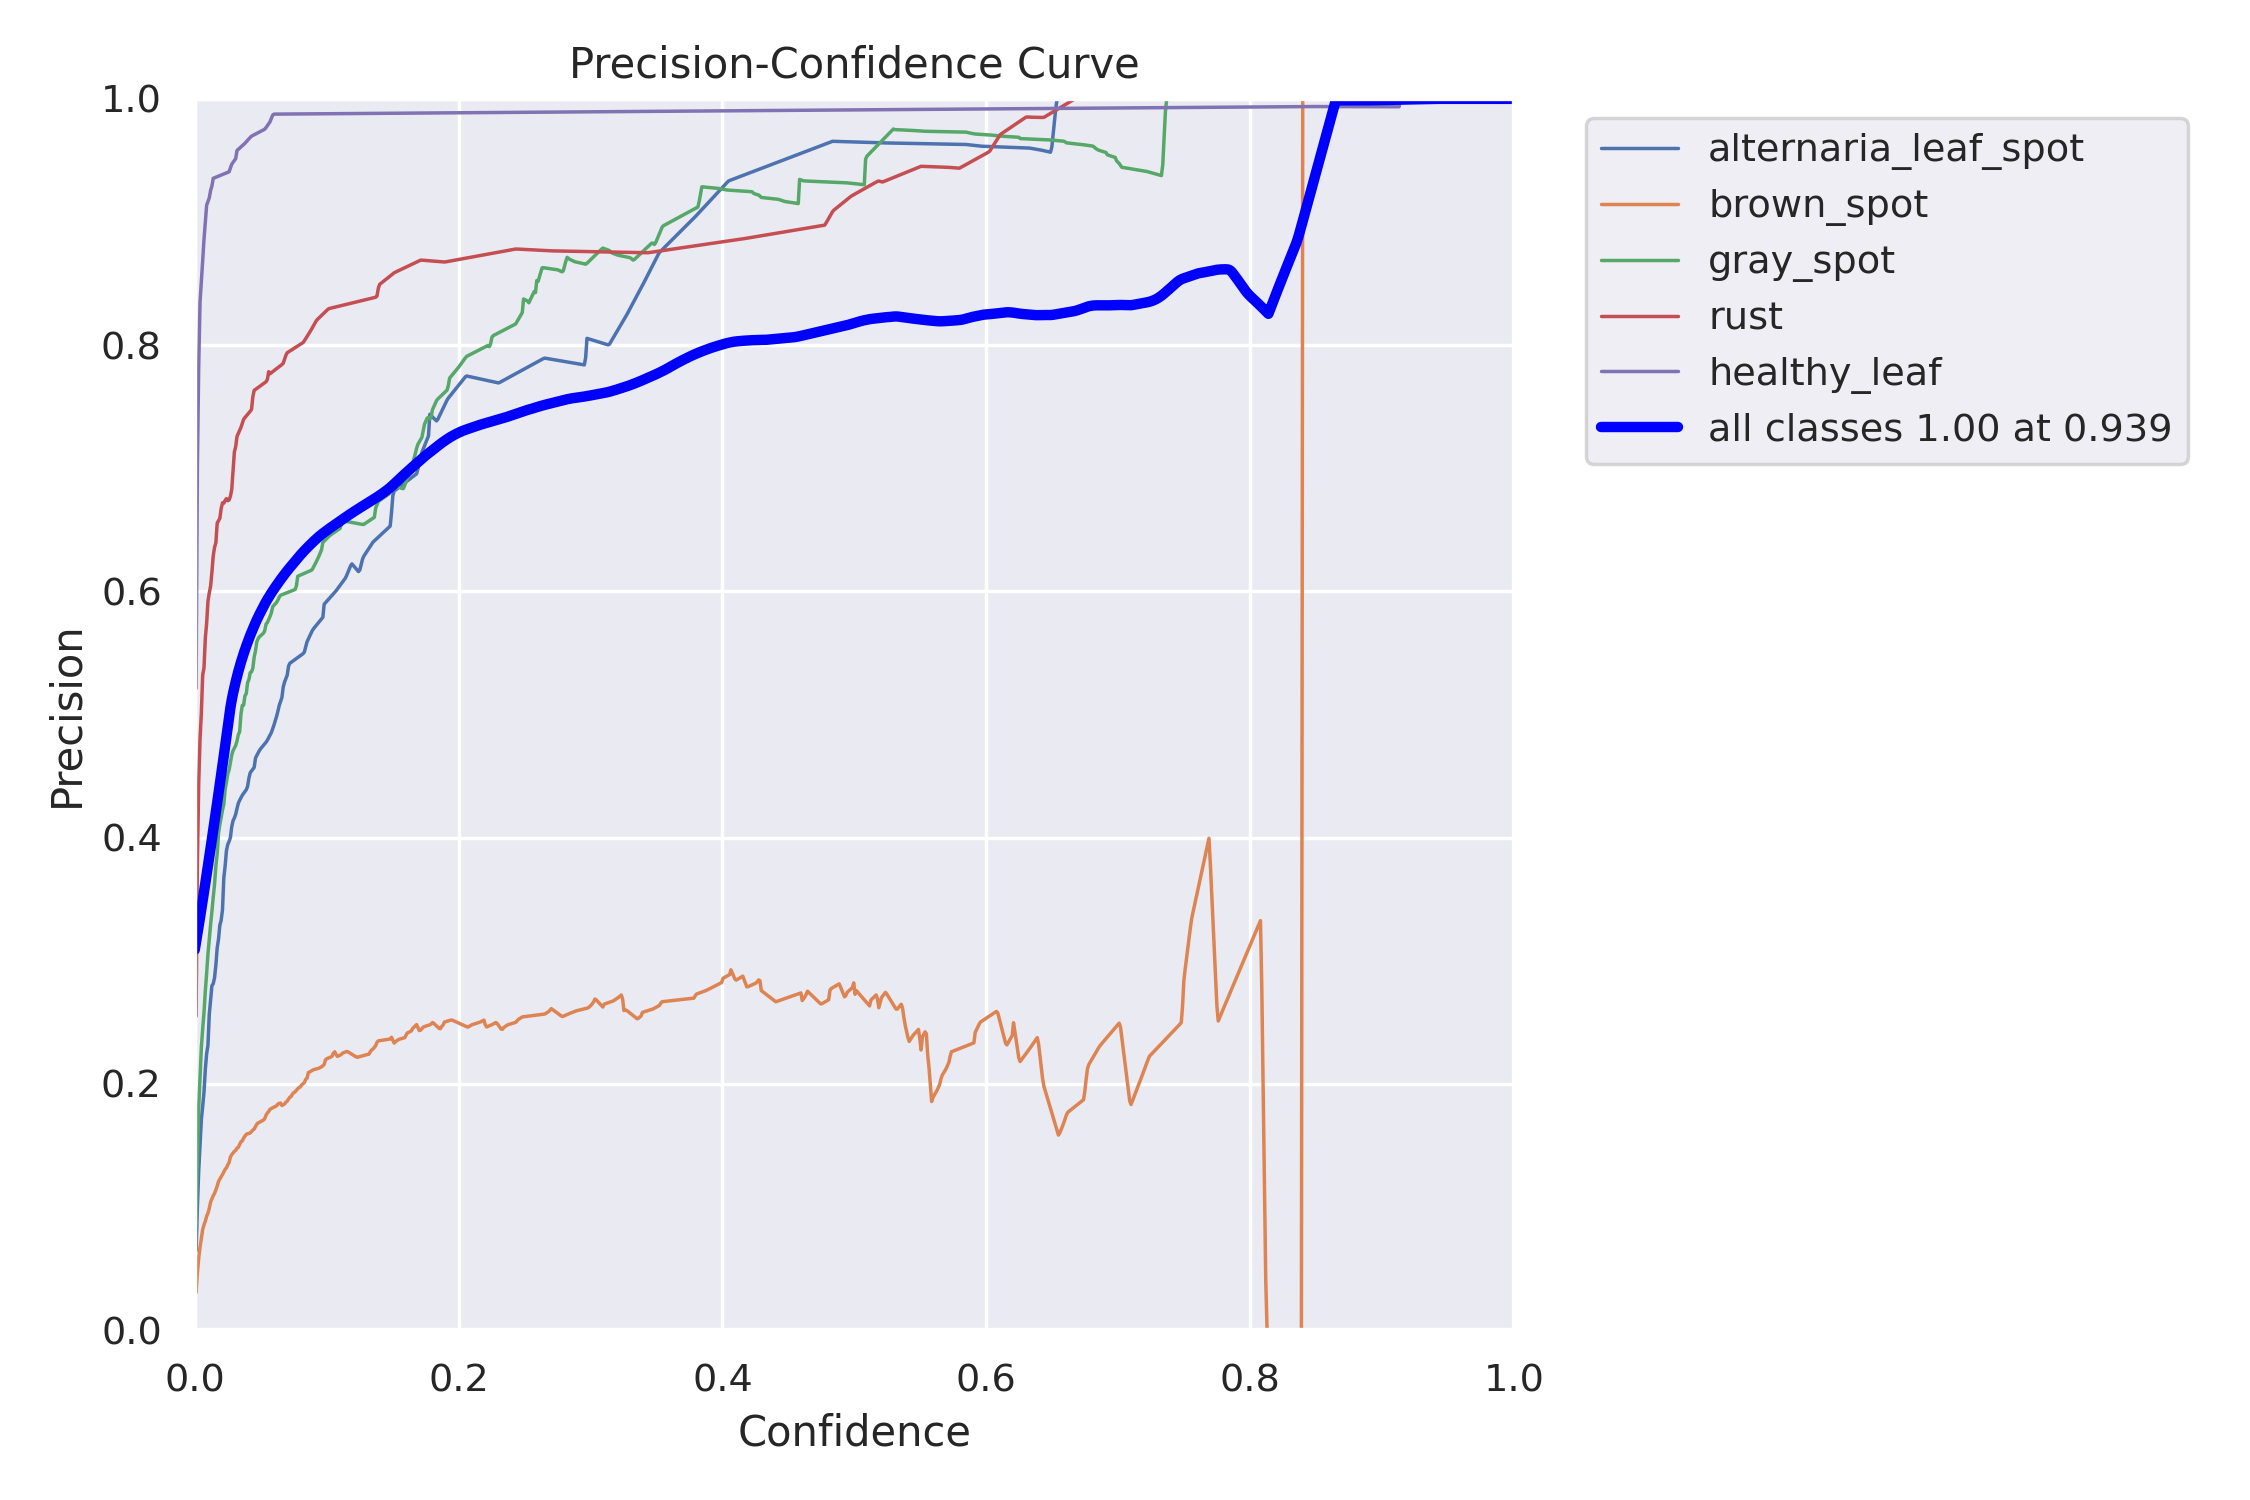 Precision-Confidence Curve
1.0
0.8
0.6
0.4
0.2
0.0
Precision
0.0 0.2 0.4 0.6 0.8 1.0
Confidence
alternaria_leaf_spot
brown_spot
gray_spot
rust
healthy_leaf
all classes 1.00 at 0.939